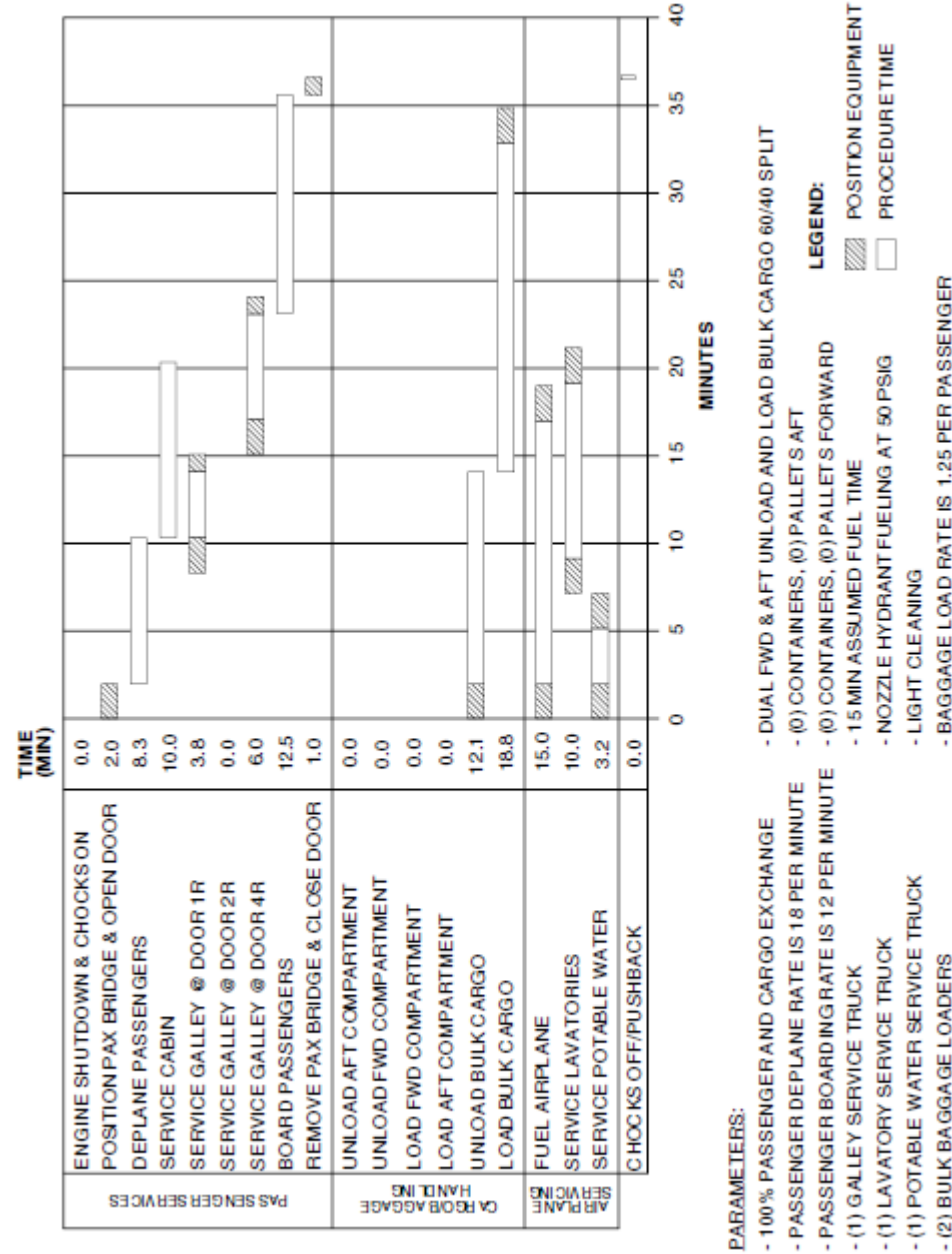 TIME
(MIN)
PASSENGER SERVICES
ENGINE SHUTDOWN & CHOCKS ON 0.0
POSITION PAX BRIDGE & OPEN DOOR 2.0
DEPLANE PASSENGERS 8.3
SERVICE CABIN 10.0
SERVICE GALLEY @ DOOR 1R 3.8
SERVICE GALLEY @ DOOR 2R 0.0
SERVICE GALLEY @ DOOR 4R 6.0
BOARD PASSENGERS 12.5
REMOVE PAX BRIDGE & CLOSE DOOR 1.0
CARGO/BAGGAGE
HANDLING
UNLOAD AFT COMPARTMENT 0.0
UNLOAD FWD COMPARTMENT 0.0
LOAD FWD COMPARTMENT 0.0
LOAD AFT COMPARTMENT 0.0
UNLOAD BULK CARGO 12.1
LOAD BULK CARGO 18.8
AIRPLANE
SERVICING
FUEL AIRPLANE 15.0
SERVICE LAVATORIES 10.0
SERVICE POTABLE WATER 3.2
CHOCKS OFF/PUSHBACK 0.0
0 5 10 15 20 25 30 35 40
MINUTES
PARAMETERS:
- 100% PASSENGER AND CARGO EXCHANGE
- PASSENGER DEPLANE RATE IS 18 PER MINUTE
- PASSENGER BOARDING RATE IS 12 PER MINUTE
- (1) GALLEY SERVICE TRUCK
- (1) LAVATORY SERVICE TRUCK
- (1) POTABLE WATER SERVICE TRUCK
- (2) BULK BAGGAGE LOADERS
- DUAL FWD & AFT UNLOAD AND LOAD BULK CARGO 60/40 SPLIT
- (0) CONTAINERS, (0) PALLETS AFT
- (0) CONTAINERS, (0) PALLETS FORWARD
- 15 MIN ASSUMED FUEL TIME
- NOZZLE HYDRANT FUELING AT 50 PSIG
- LIGHT CLEANING
- BAGGAGE LOAD RATE IS 1.25 PER PASSENGER
LEGEND:
POSITION EQUIPMENT
PROCEDURE TIME